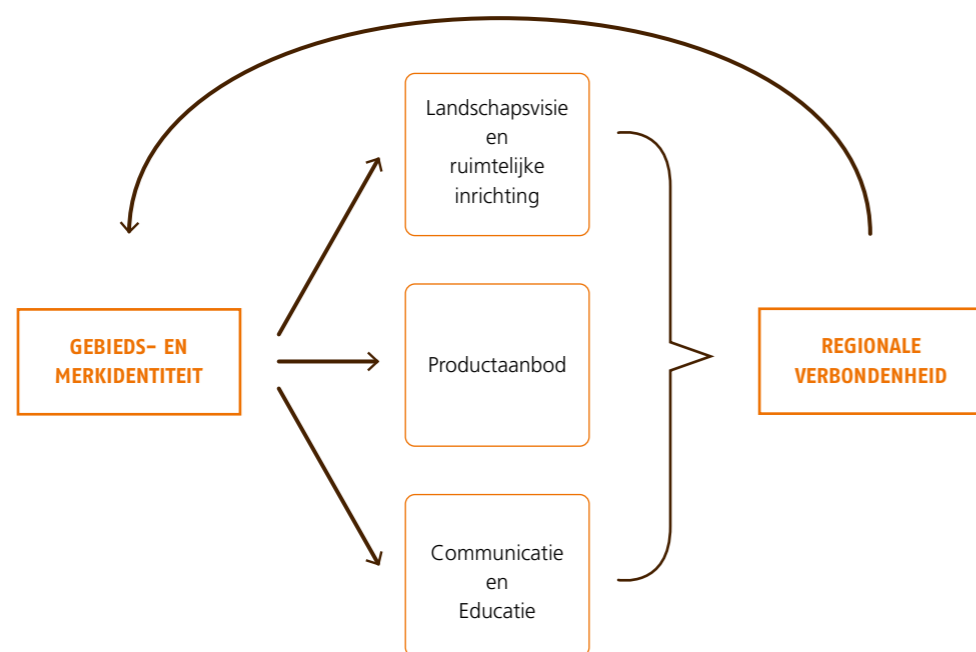 Landschapsvisie
en
ruimtelijke
inrichting
GEBIEDS- EN
MERKIDENTITEIT
Productaanbod
REGIONALE
VERBONDENHEID
Communicatie
en
Educatie